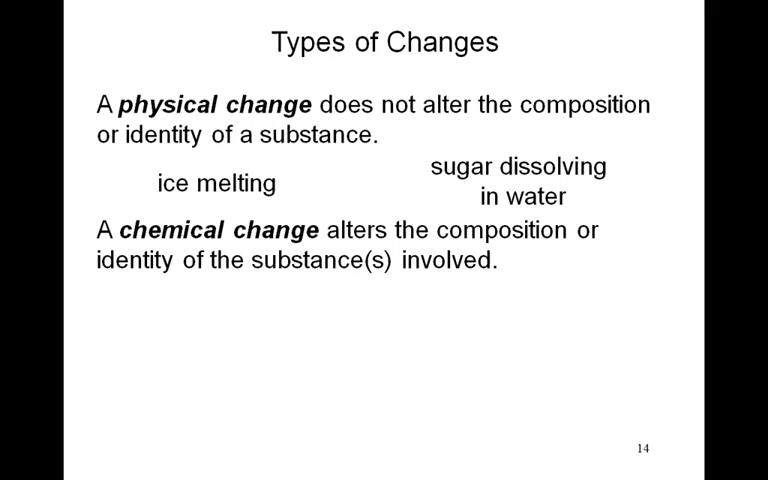 Types of Changes
A physical change does not alter the composition
or identity of a substance.
ice melting
sugar dissolving
in water
A chemical change alters the composition or
identity of the substance(s) involved.
14